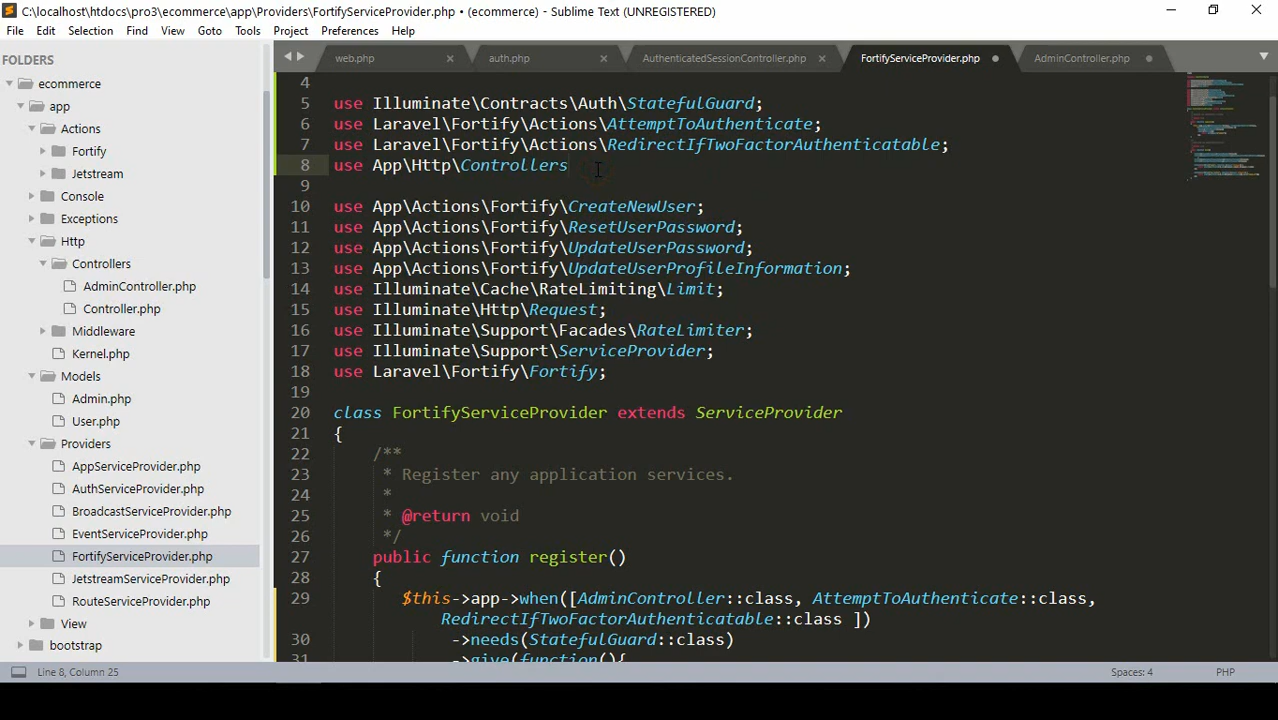 C:\localhost\htdocs\pro3\ecommerce\app\Providers\FortifyServiceProvider.php • (ecommerce) - Sublime Text (UNREGISTERED)
File Edit Selection Find View Goto Tools Project Preferences Help
FOLDERS
ecommerce
app
Actions
Fortify
Jetstream
Console
Exceptions
Http
Controllers
AdminController.php
Controller.php
Middleware
Kernel.php
Models
Admin.php
User.php
Providers
AppServiceProvider.php
AuthServiceProvider.php
BroadcastServiceProvider.php
EventServiceProvider.php
FortifyServiceProvider.php
JetstreamServiceProvider.php
RouteServiceProvider.php
View
bootstrap
web.php auth.php AuthenticatedSessionController.php FortifyServiceProvider.php AdminController.php
4
5 use Illuminate\Contracts\Auth\StatefulGuard;
6 use Laravel\Fortify\Actions\AttemptToAuthenticate;
7 use Laravel\Fortify\Actions\RedirectIfTwoFactorAuthenticatable;
8 use App\Http\Controllers
9
10 use App\Actions\Fortify\CreateNewUser;
11 use App\Actions\Fortify\ResetUserPassword;
12 use App\Actions\Fortify\UpdateUserPassword;
13 use App\Actions\Fortify\UpdateUserProfileInformation;
14 use Illuminate\Cache\RateLimiting\Limit;
15 use Illuminate\Http\Request;
16 use Illuminate\Support\Facades\RateLimiter;
17 use Illuminate\Support\ServiceProvider;
18 use Laravel\Fortify\Fortify;
19
20 class FortifyServiceProvider extends ServiceProvider
21 {
22 /**
23 * Register any application services.
24 *
25 * @return void
26 */
27 public function register()
28 {
29 $this->app->when([AdminController::class, AttemptToAuthenticate::class,
RedirectIfTwoFactorAuthenticatable::class ])
30 ->needs(StatefulGuard::class)
31 ->give(function(){
Line 8, Column 25 Spaces: 4 PHP